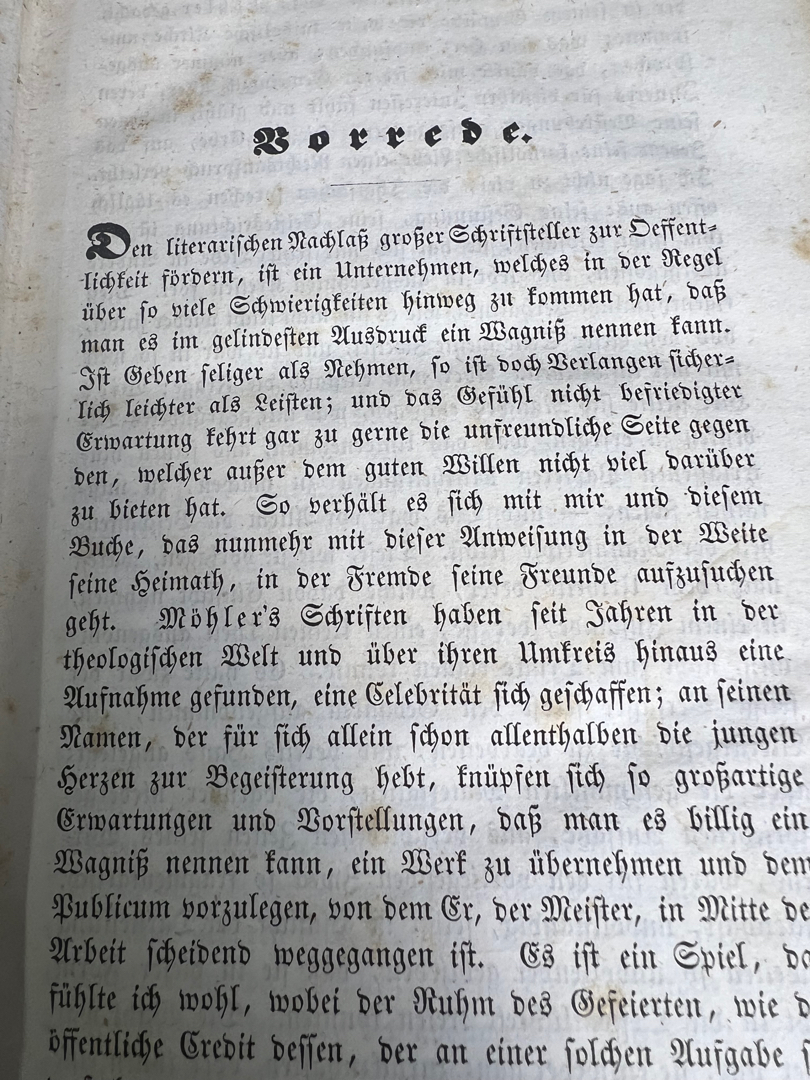 Vorrede.
Den literarischen Nachlaß großer Schriftsteller zur Oeffent-
lichkeit fördern, ist ein Unternehmen, welches in der Regel
über so viele Schwierigkeiten hinweg zu kommen hat, daß
man es im gelindesten Ausdruck ein Wagniß nennen kann.
Ist Geben seliger als Nehmen, so ist doch Verlangen sicher-
lich leichter als Leisten; und das Gefühl nicht befriedigter
Erwartung kehrt gar zu gerne die unfreundliche Seite gegen
den, welcher außer dem guten Willen nicht viel darüber
zu bieten hat. So verhält es sich mit mir und diesem
Buche, das nunmehr mit dieser Anweisung in der Weite
seine Heimath, in der Fremde seine Freunde aufzusuchen
geht. Möhler's Schriften haben seit Jahren in der
theologischen Welt und über ihren Umkreis hinaus eine
Aufnahme gefunden, eine Celebrität sich geschaffen; an seinen
Namen, der für sich allein schon allenthalben die jungen
Herzen zur Begeisterung hebt, knüpfen sich so großartige
Erwartungen und Vorstellungen, daß man es billig ein
Wagniß nennen kann, ein Werk zu übernehmen und dem
Publicum vorzulegen, von dem Er, der Meister, in Mitte de
Arbeit scheidend weggegangen ist. Es ist ein Spiel, da
fühlte ich wohl, wobei der Ruhm des Gefeierten, wie d
öffentliche Credit dessen, der an einer solchen Aufgabe s